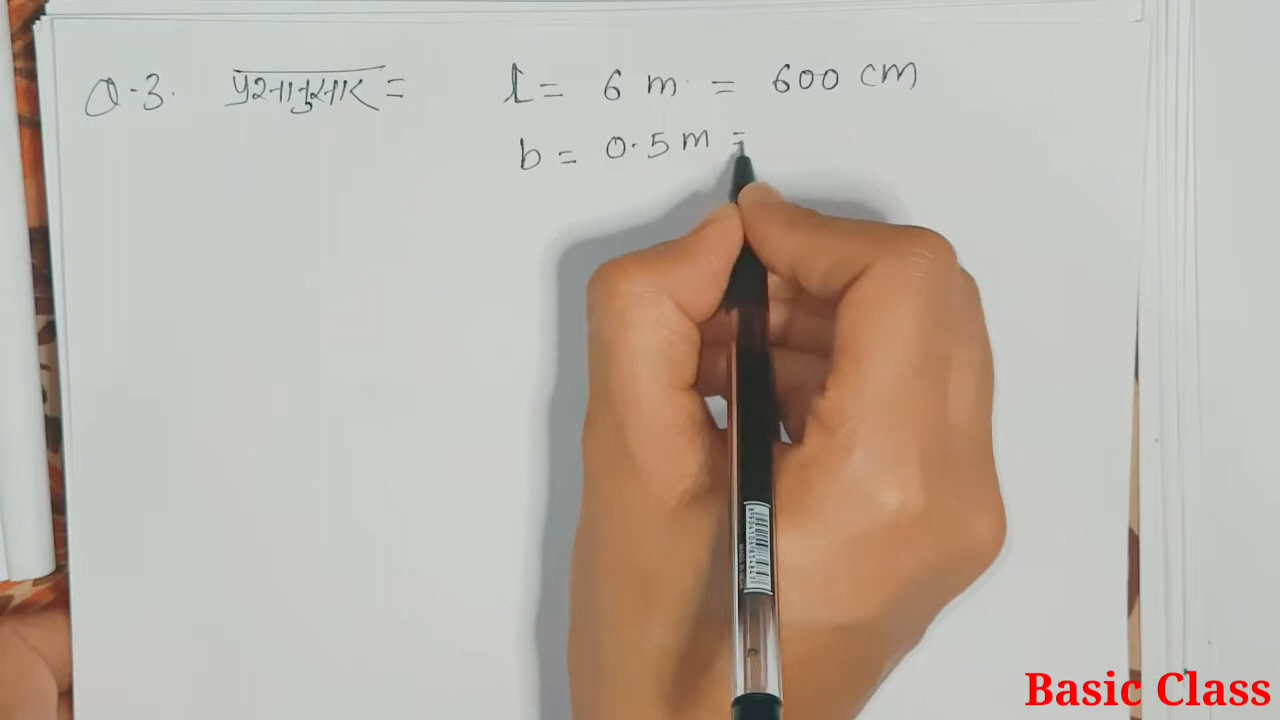 Q.3. प्रश्नानुसार = l = 6 m = 600 cm
b = 0.5 m =
Basic Class